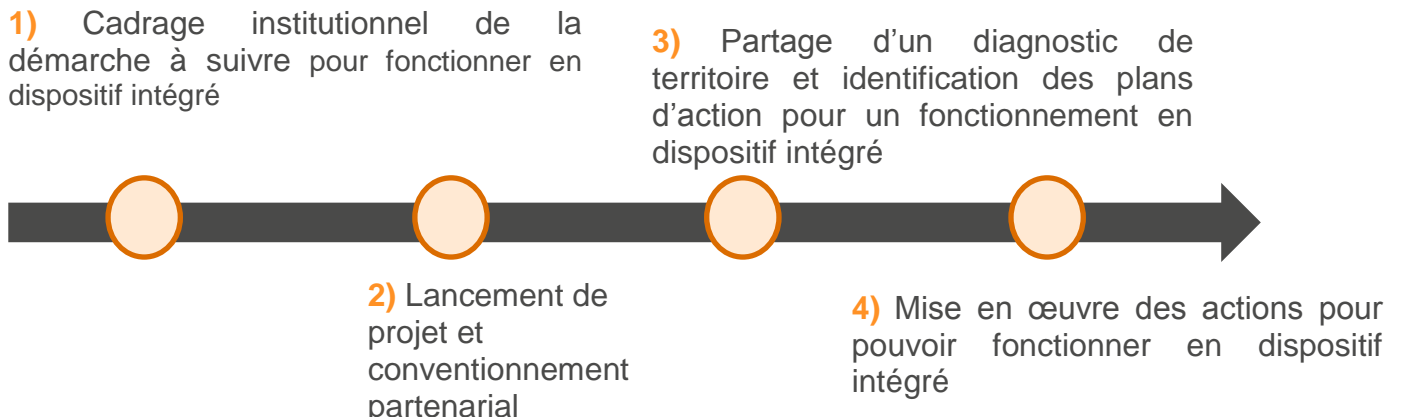 1) Cadrage institutionnel de la
démarche à suivre pour fonctionner en
dispositif intégré
2) Lancement de
projet et
conventionnement
partenarial
3) Partage d’un diagnostic de
territoire et identification des plans
d’action pour un fonctionnement en
dispositif intégré
4) Mise en œuvre des actions pour
pouvoir fonctionner en dispositif
intégré